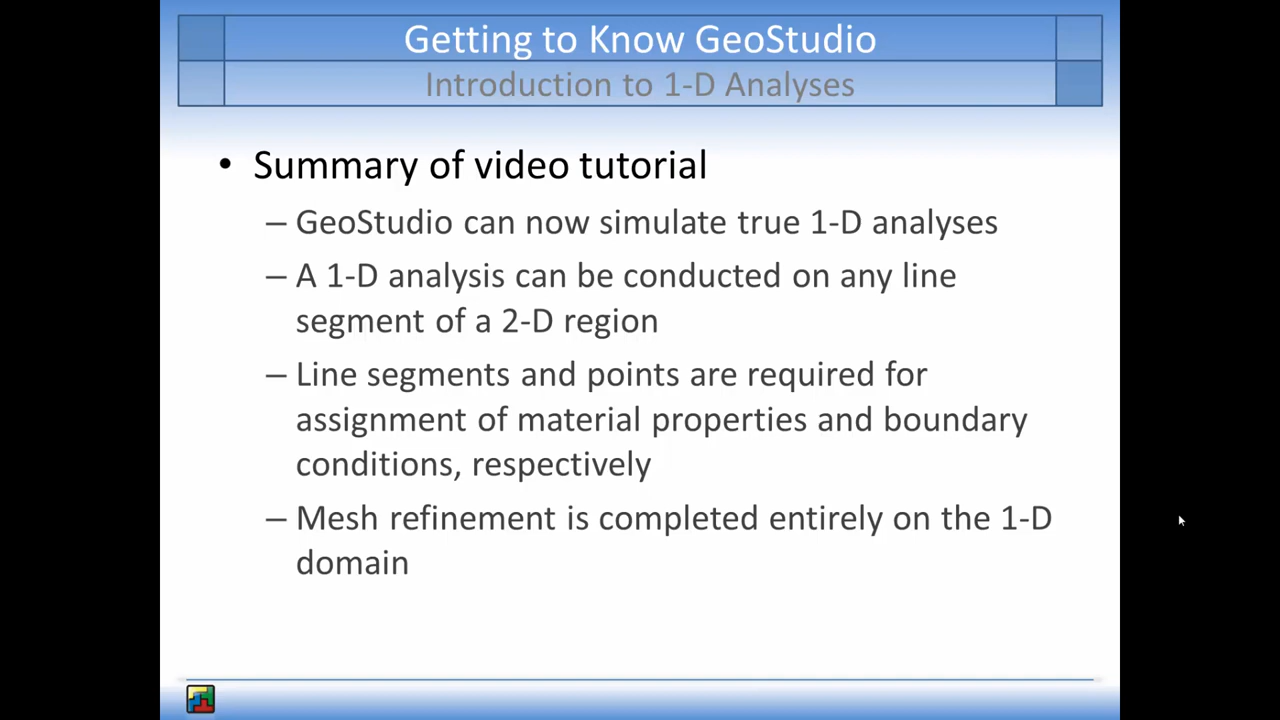 Getting to Know GeoStudio
Introduction to 1-D Analyses
• Summary of video tutorial
– GeoStudio can now simulate true 1-D analyses
– A 1-D analysis can be conducted on any line
segment of a 2-D region
– Line segments and points are required for
assignment of material properties and boundary
conditions, respectively
– Mesh refinement is completed entirely on the 1-D
domain